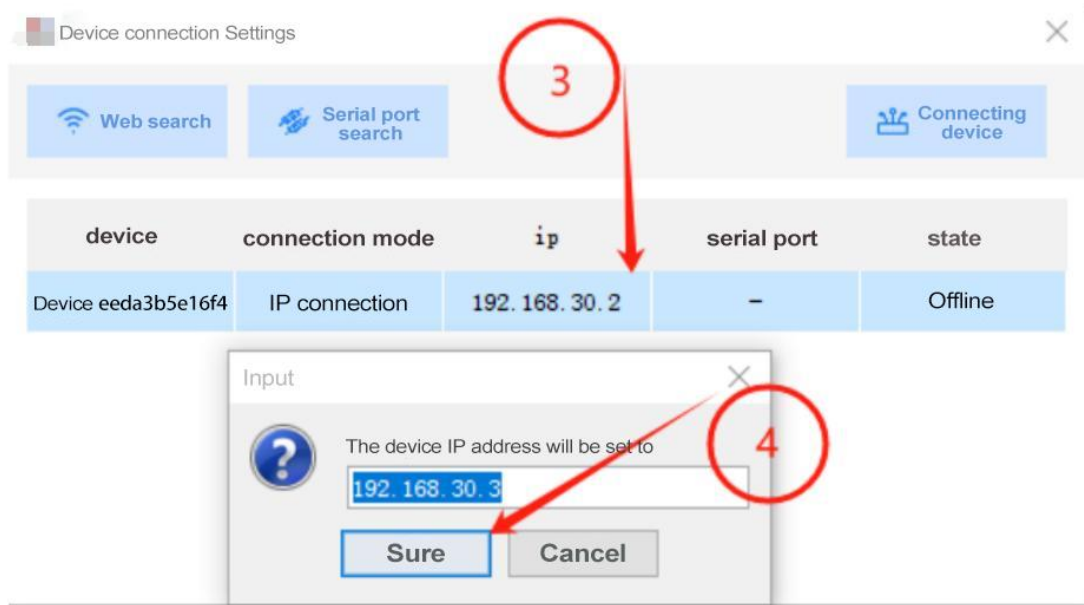 Device connection Settings
3
Web search
Serial port
search
Connecting
device
device
connection mode
ip
serial port
state
Device eeda3b5e16f4
IP connection
192.168.30.2
–
Offline
Input
The device IP address will be set to
4
192.168.30.3
Sure
Cancel